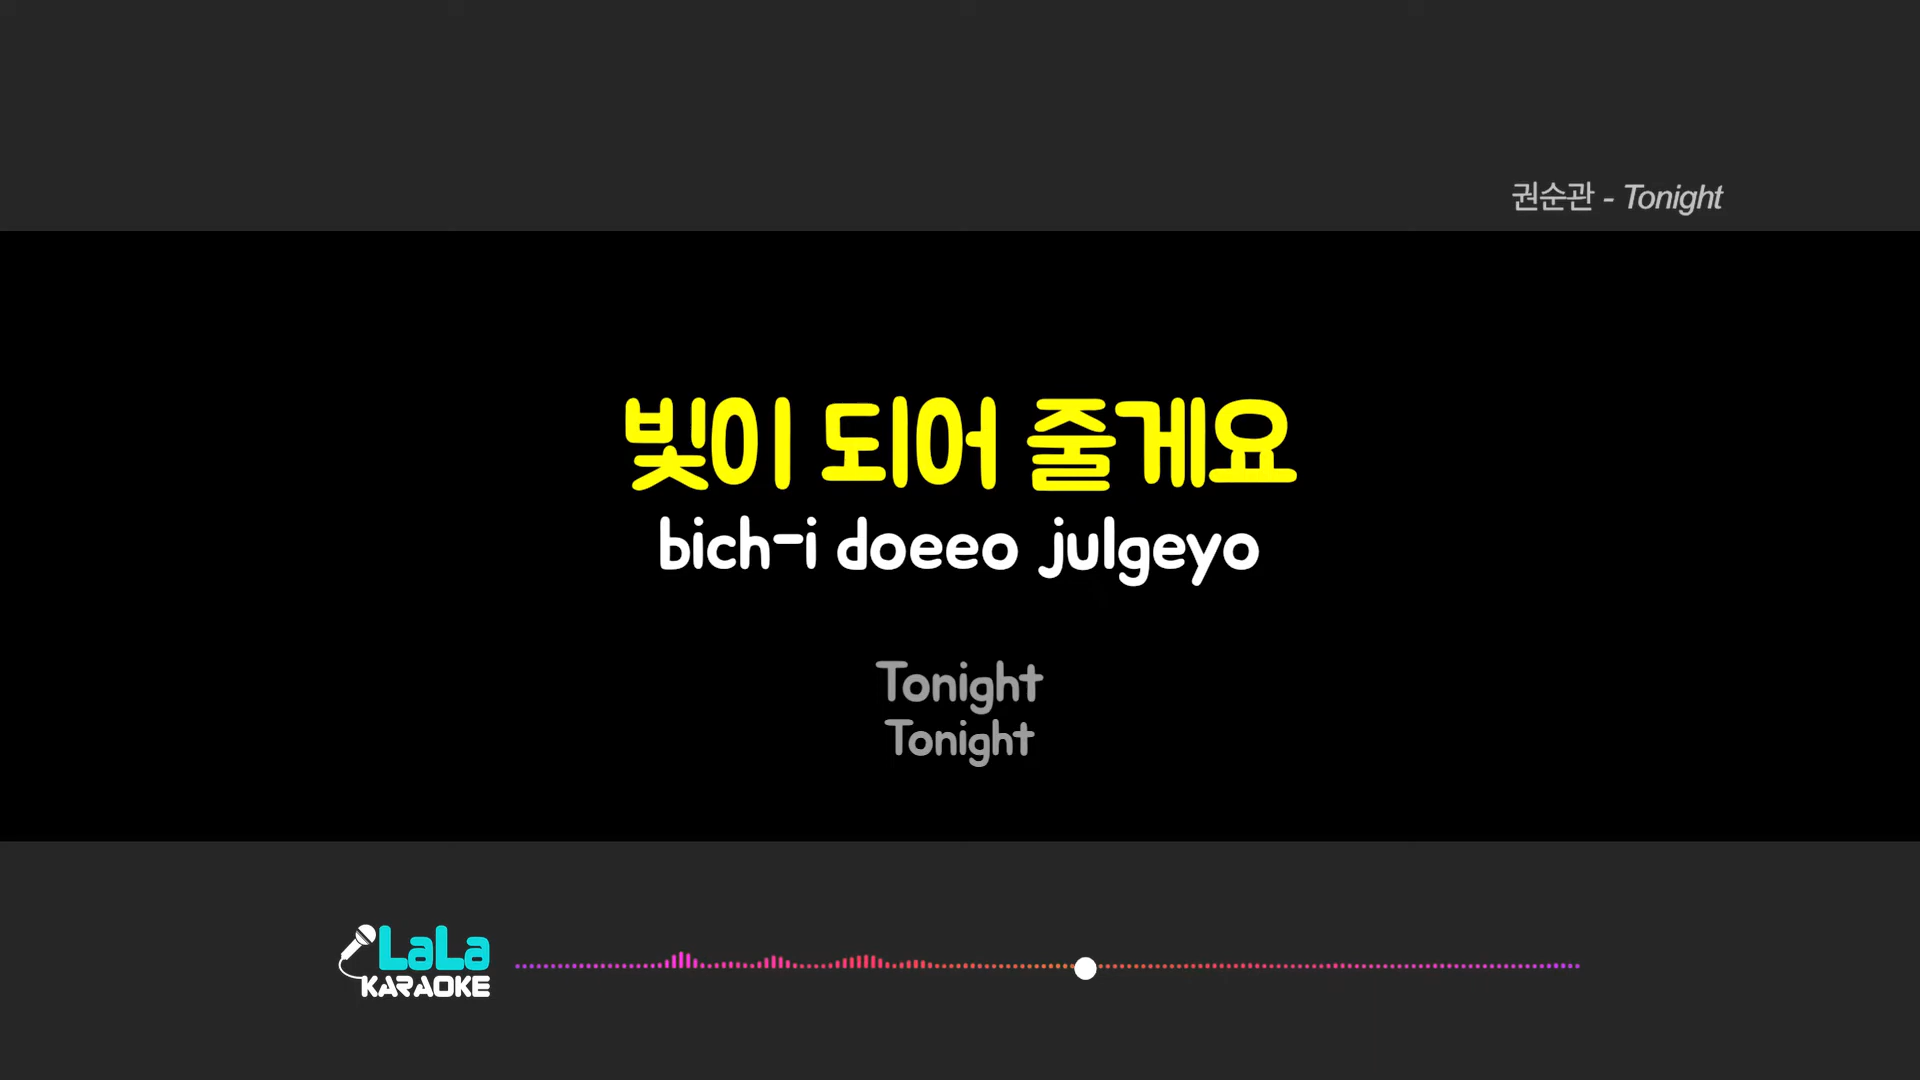 권순관 - Tonight
빛이 되어 줄게요
bich-i doeeo julgeyo
Tonight
Tonight
LaLa
KARAOKE